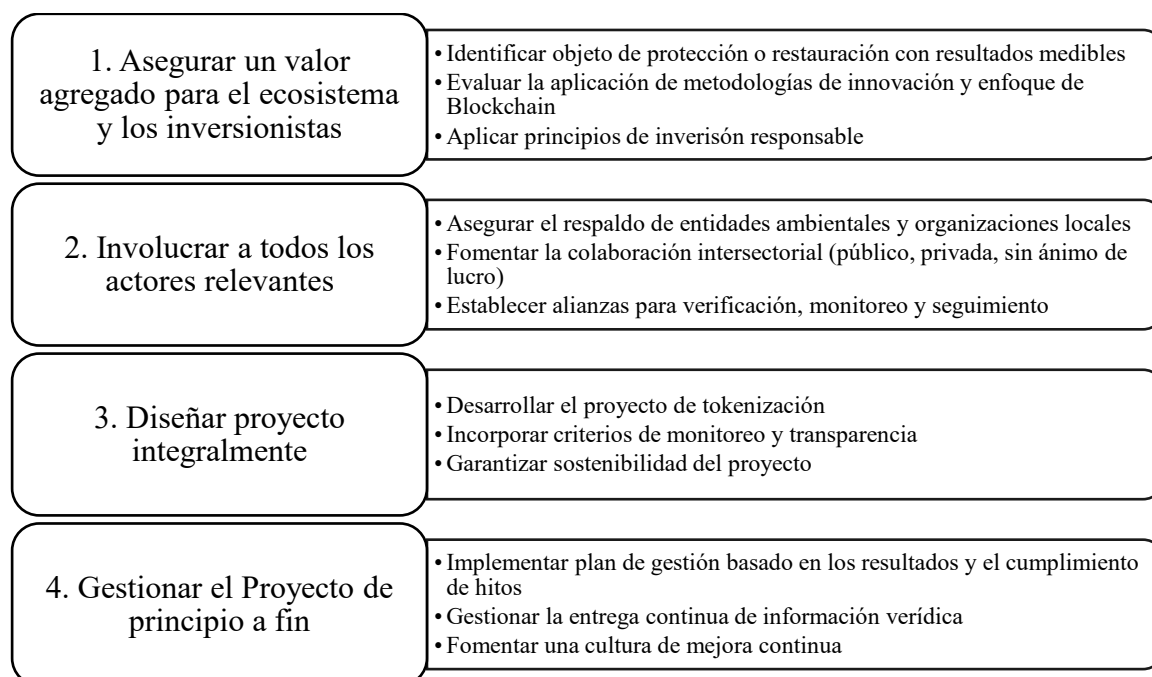 1. Asegurar un valor
agregado para el ecosistema
y los inversionistas
• Identificar objeto de protección o restauración con resultados medibles
• Evaluar la aplicación de metodologías de innovación y enfoque de
Blockchain
• Aplicar principios de inverisón responsable
2. Involucrar a todos los
actores relevantes
• Asegurar el respaldo de entidades ambientales y organizaciones locales
• Fomentar la colaboración intersectorial (público, privada, sin ánimo de
lucro)
• Establecer alianzas para verificación, monitoreo y seguimiento
3. Diseñar proyecto
integralmente
• Desarrollar el proyecto de tokenización
• Incorporar criterios de monitoreo y transparencia
• Garantizar sostenibilidad del proyecto
4. Gestionar el Proyecto de
principio a fin
• Implementar plan de gestión basado en los resultados y el cumplimiento
de hitos
• Gestionar la entrega continua de información verídica
• Fomentar una cultura de mejora continua